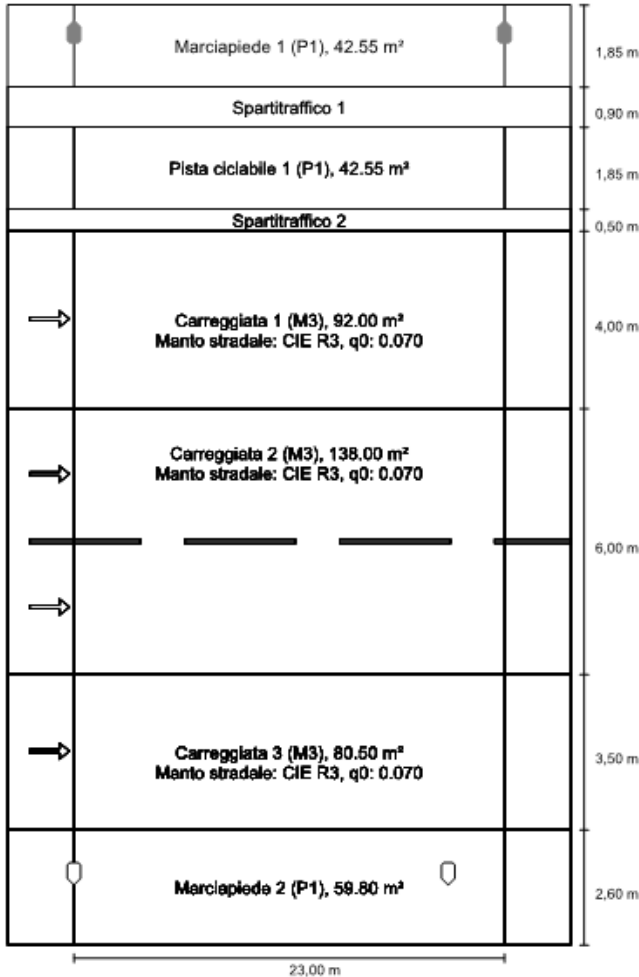 Marciapiede 1 (P1), 42.55 m²
1,85 m
Spartitraffico 1
0,90 m
Pista ciclabile 1 (P1), 42.55 m²
1,85 m
Spartitraffico 2
0,50 m
Carreggiata 1 (M3), 92.00 m²
Manto stradale: CIE R3, q0: 0.070
4,00 m
Carreggiata 2 (M3), 138.00 m²
Manto stradale: CIE R3, q0: 0.070
6,00 m
Carreggiata 3 (M3), 80.50 m²
Manto stradale: CIE R3, q0: 0.070
3,50 m
Marciapiede 2 (P1), 59.80 m²
2,60 m
23,00 m